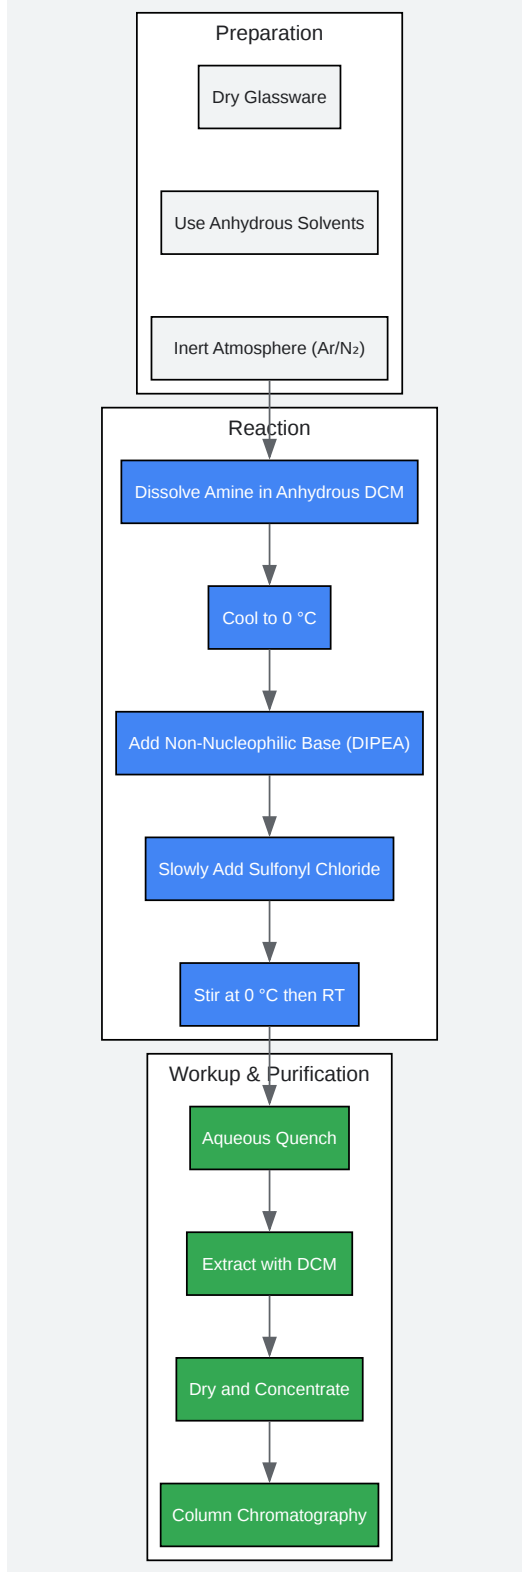 Preparation
Dry Glassware
Use Anhydrous Solvents
Inert Atmosphere (Ar/N₂)
Reaction
Dissolve Amine in Anhydrous DCM
Cool to 0 °C
Add Non-Nucleophilic Base (DIPEA)
Slowly Add Sulfonyl Chloride
Stir at 0 °C then RT
Workup & Purification
Aqueous Quench
Extract with DCM
Dry and Concentrate
Column Chromatography